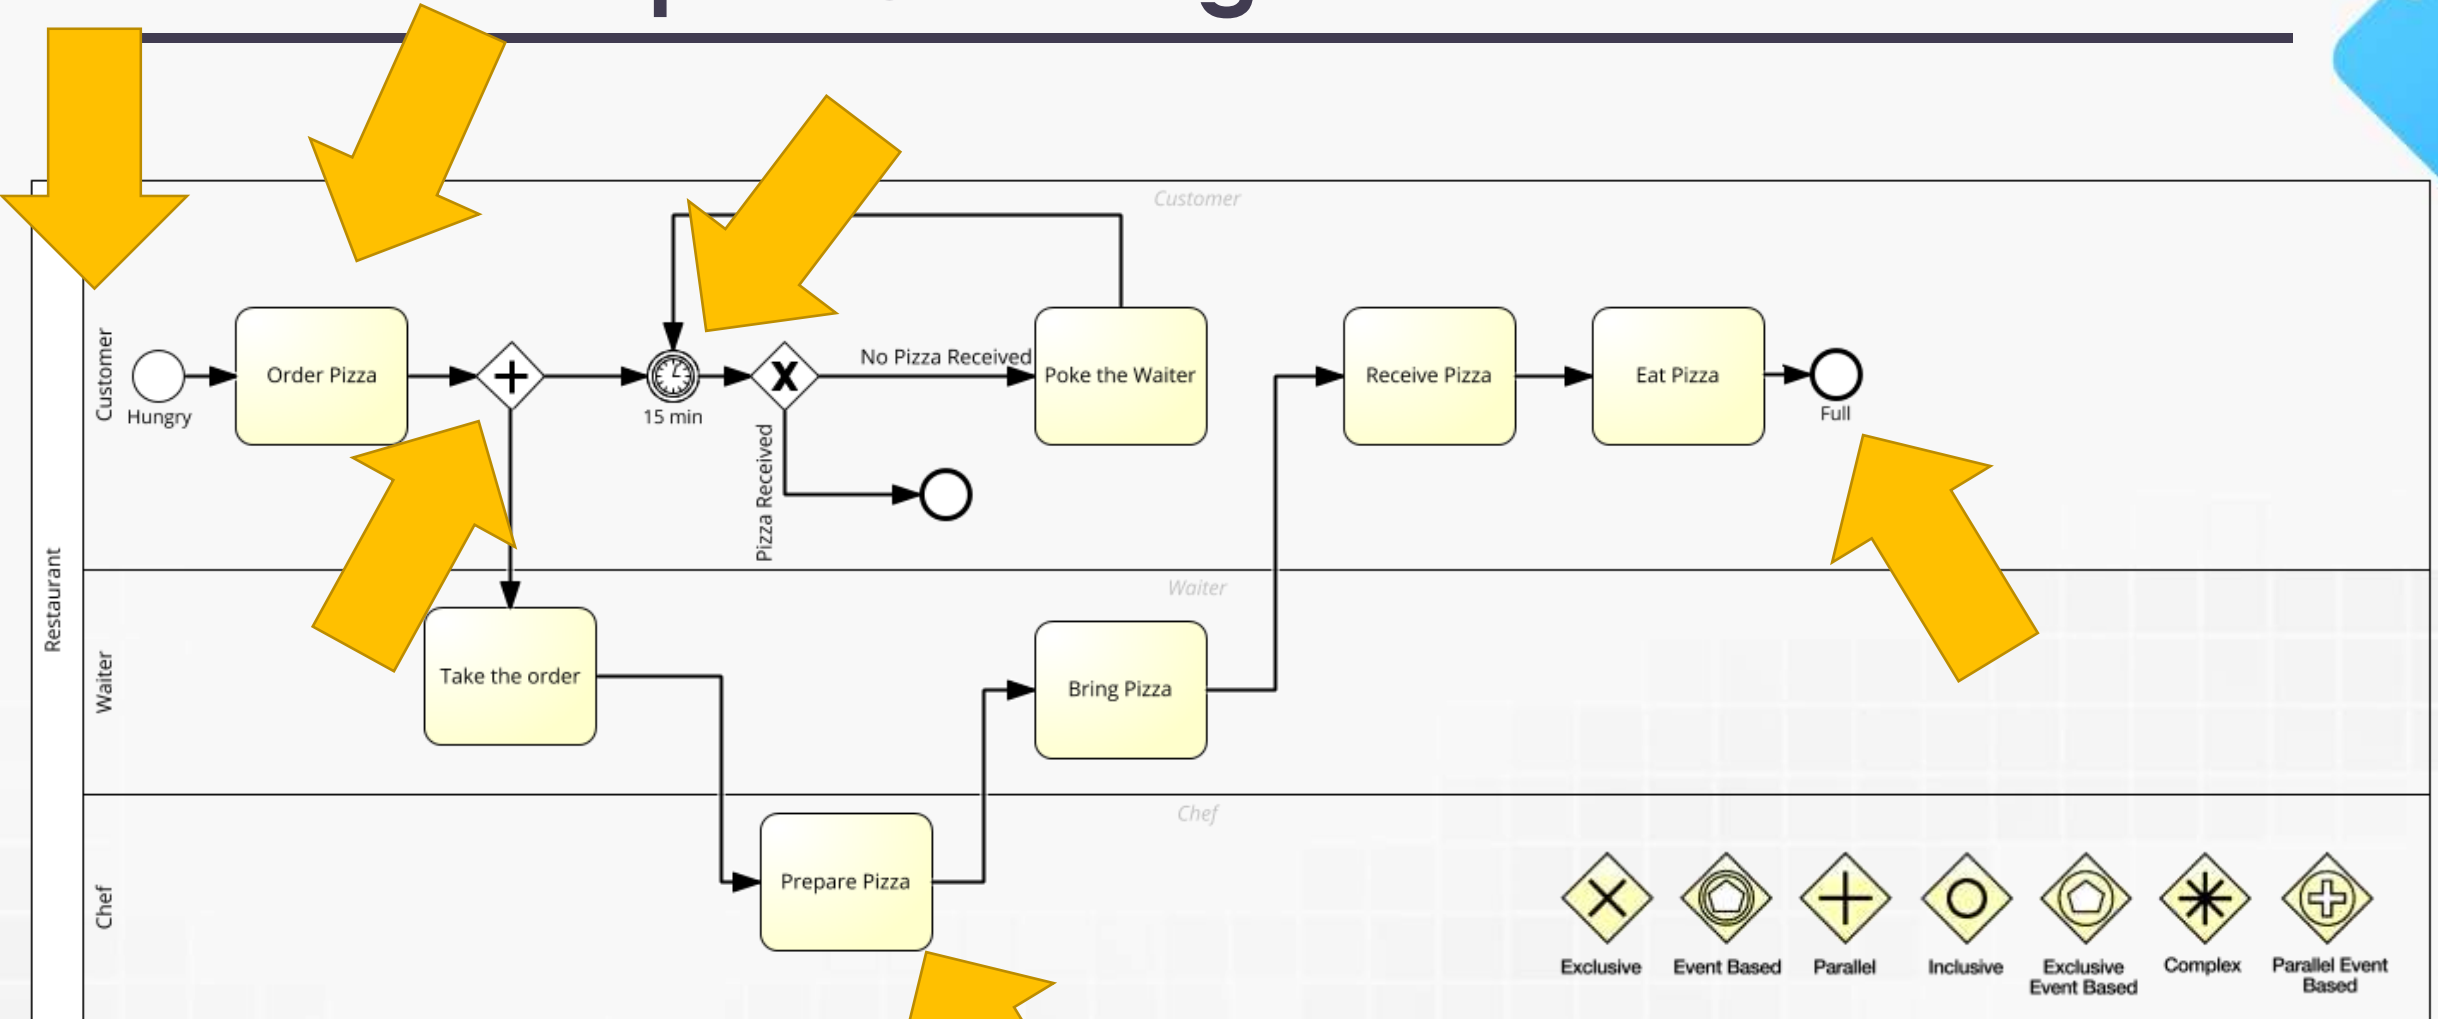 Customer
Customer
Hungry
Order Pizza
15 min
No Pizza Received
Pizza Received
Poke the Waiter
Receive Pizza
Eat Pizza
Full
Restaurant
Waiter
Waiter
Take the order
Bring Pizza
Chef
Chef
Prepare Pizza
Exclusive
Event Based
Parallel
Inclusive
Exclusive
Event Based
Complex
Parallel Event
Based